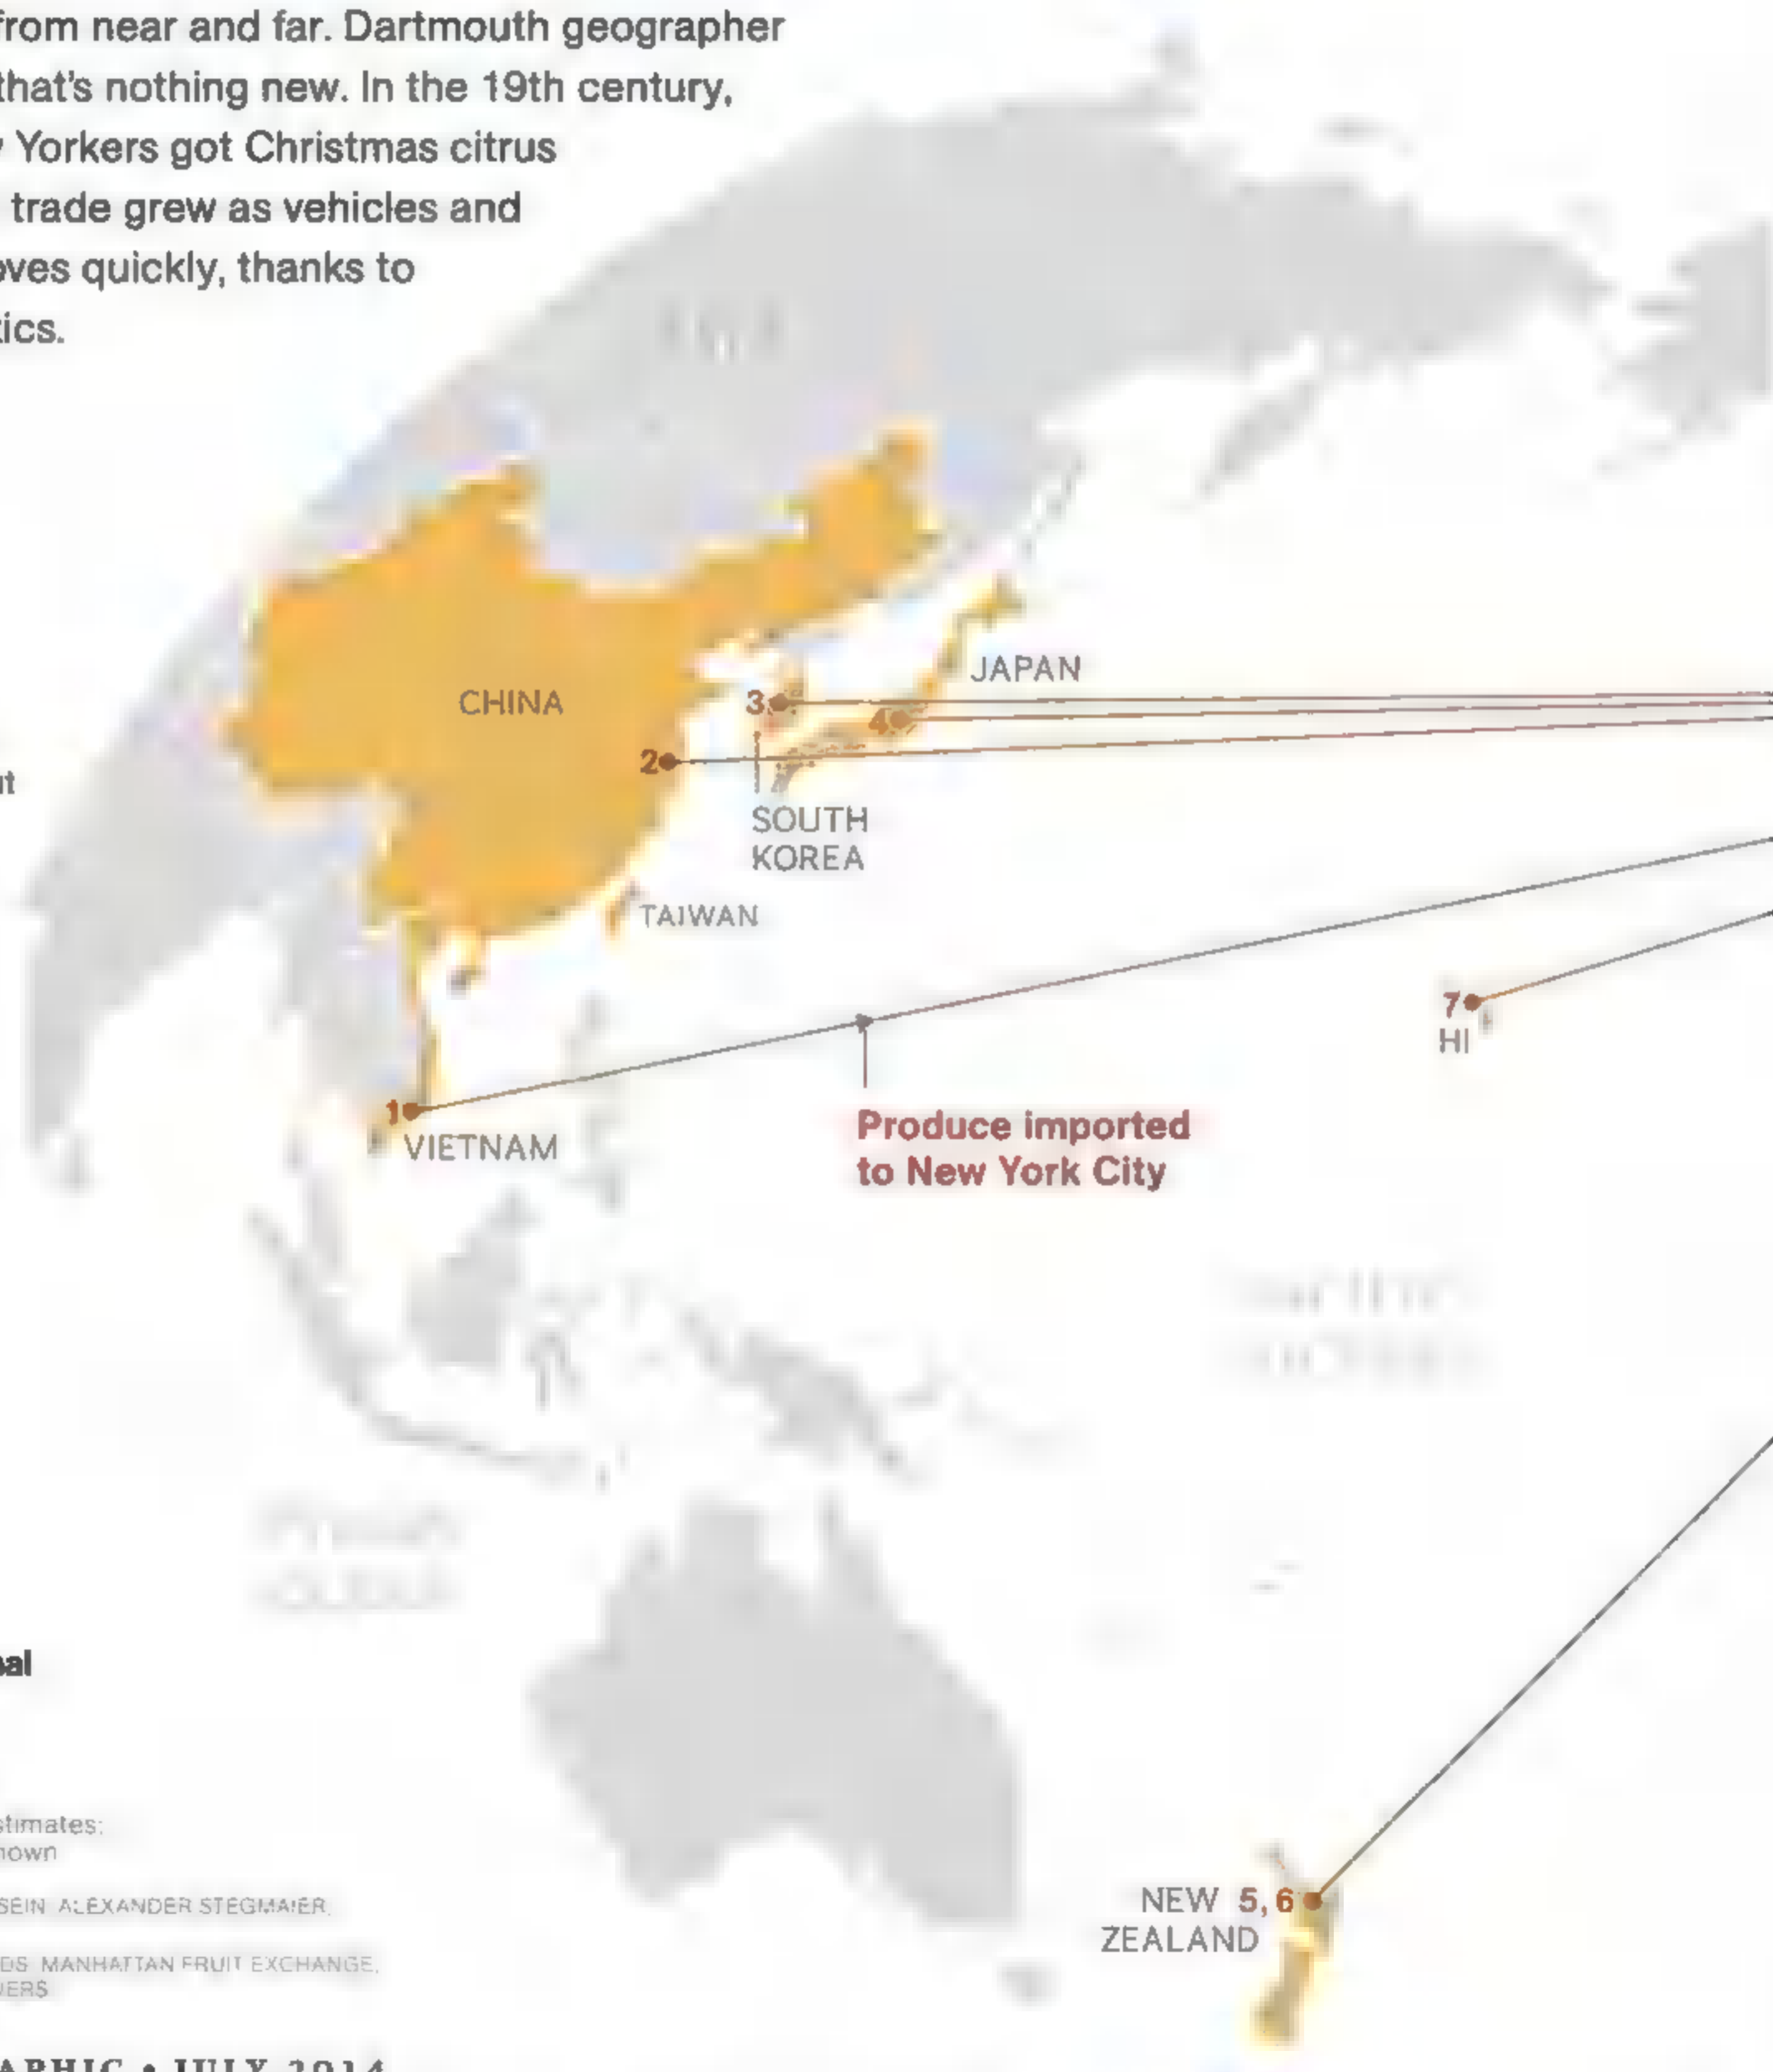 from near and far. Dartmouth geographer
that's nothing new. In the 19th century,
Yorkers got Christmas citrus
trade grew as vehicles and
oves quickly, thanks to
tics.
JAPAN
CHINA
3
4
2
SOUTH
KOREA
TAIWAN
7
HI
1
VIETNAM
Produce imported
to New York City
stimates:
nown
SEIN, ALEXANDER STEGMAIER,
NEW 5, 6
ZEALAND
DS, MANHATTAN FRUIT EXCHANGE,
APHIC • JULY 2014